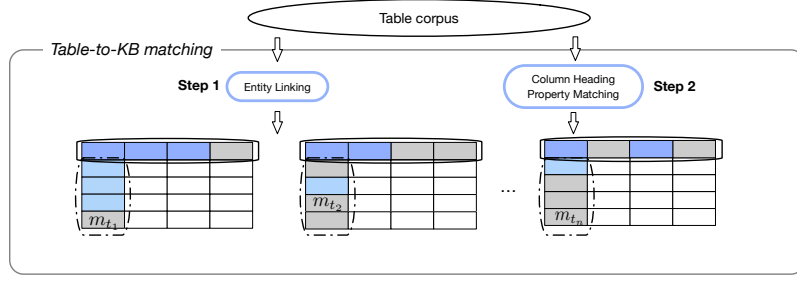 Table corpus
Table-to-KB matching
Step 1
Entity Linking
Column Heading
Property Matching
Step 2
m_{t_1}
m_{t_2}
...
m_{t_n}